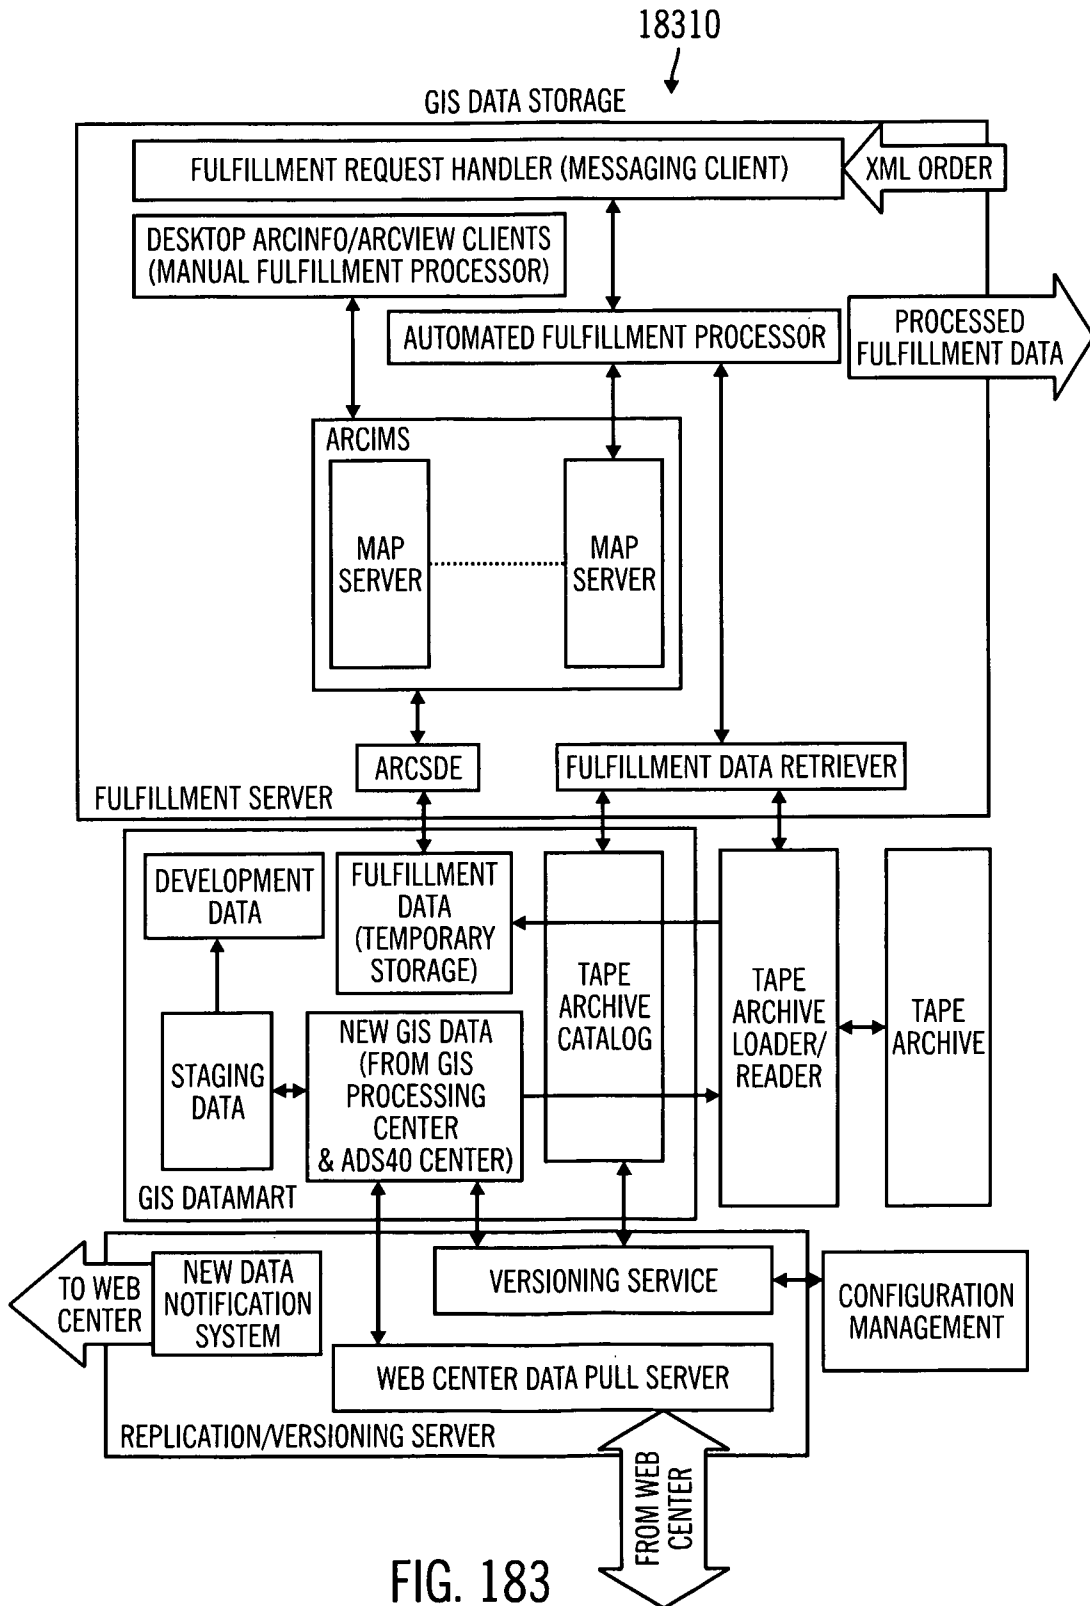 18310
GIS DATA STORAGE
FULFILLMENT REQUEST HANDLER (MESSAGING CLIENT)
XML ORDER
DESKTOP ARCINFO/ARCVIEW CLIENTS
(MANUAL FULFILLMENT PROCESSOR)
AUTOMATED FULFILLMENT PROCESSOR
PROCESSED
FULFILLMENT DATA
ARCIMS
MAP
SERVER
MAP
SERVER
ARCSDE
FULFILLMENT DATA RETRIEVER
FULFILLMENT SERVER
DEVELOPMENT
DATA
FULFILLMENT
DATA
(TEMPORARY
STORAGE)
TAPE
ARCHIVE
CATALOG
TAPE
ARCHIVE
LOADER/
READER
TAPE
ARCHIVE
STAGING
DATA
NEW GIS DATA
(FROM GIS
PROCESSING
CENTER
& ADS40 CENTER)
GIS DATAMART
TO WEB
CENTER
NEW DATA
NOTIFICATION
SYSTEM
VERSIONING SERVICE
CONFIGURATION
MANAGEMENT
WEB CENTER DATA PULL SERVER
REPLICATION/VERSIONING SERVER
FROM WEB
CENTER
FIG. 183